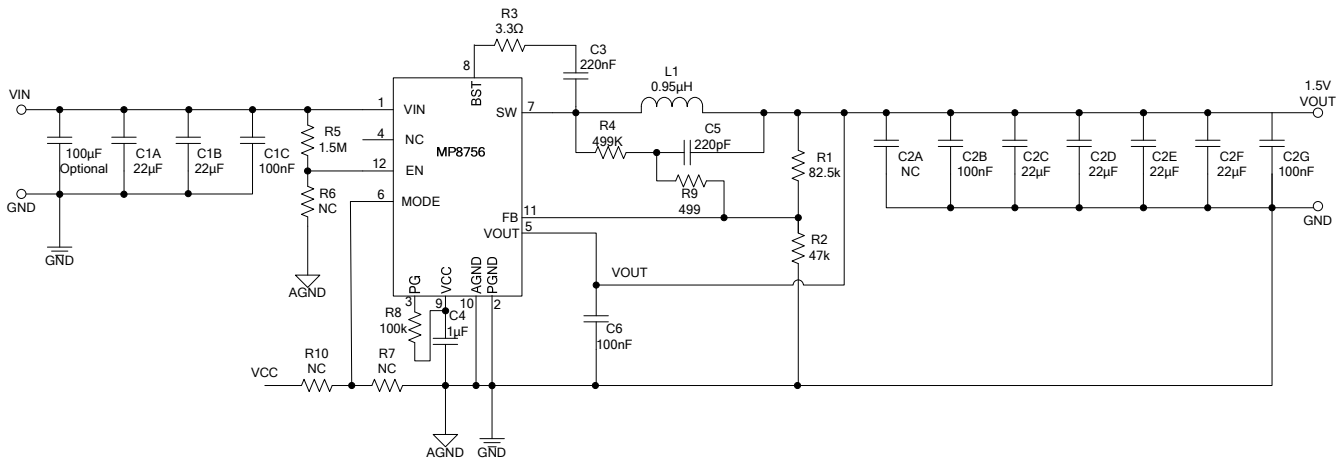 R3
3.3Ω
C3
220nF
8
BST
L1
0.95µH
1.5V
VOUT
VIN
1
VIN
SW
7
R5
1.5M
4
NC
MP8756
R4
499K
C5
220pF
R1
82.5k
100µF
Optional
C1A
22µF
C1B
22µF
C1C
100nF
12
EN
R9
499
C2A
NC
C2B
100nF
C2C
22µF
C2D
22µF
C2E
22µF
C2F
22µF
C2G
100nF
GND
R6
NC
6
MODE
FB
11
VOUT
5
R2
47k
GND
GND
AGND
PG
VCC
AGND
PGND
3
9
10
2
VOUT
R8
100k
C4
1µF
C6
100nF
R10
NC
R7
NC
VCC
AGND
GND